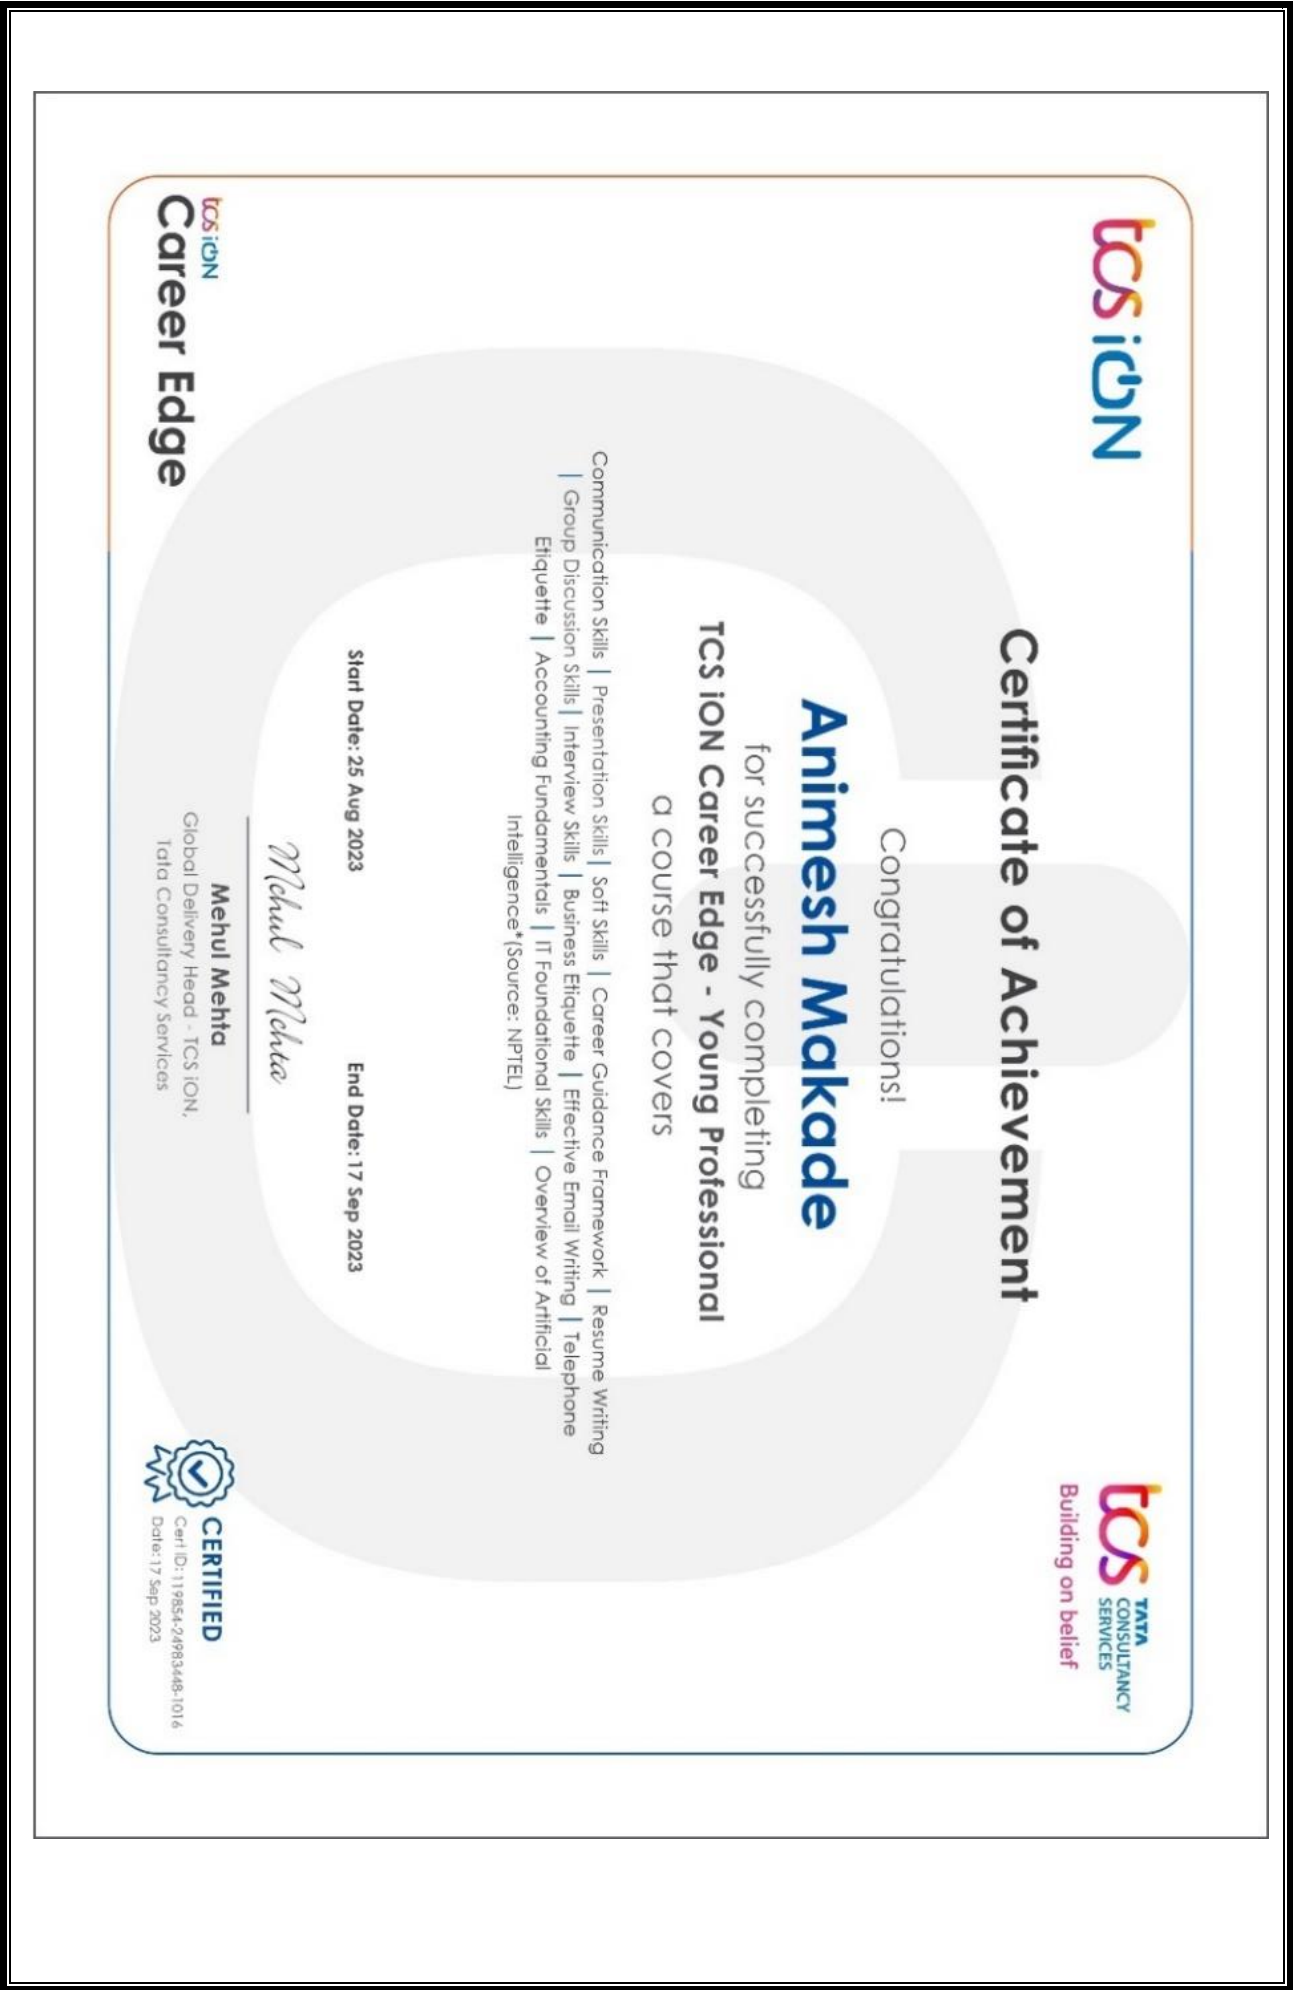 tcs iON
tcs TATA
CONSULTANCY
SERVICES
Building on belief
Certificate of Achievement
Congratulations!
Animesh Makade
for successfully completing
TCS iON Career Edge - Young Professional
a course that covers
Communication Skills | Presentation Skills | Soft Skills | Career Guidance Framework | Resume Writing
| Group Discussion Skills | Interview Skills | Business Etiquette | Effective Email Writing | Telephone
Etiquette | Accounting Fundamentals | IT Foundational Skills | Overview of Artificial
Intelligence*(Source: NPTEL)
Start Date: 25 Aug 2023
End Date: 17 Sep 2023
Mehul Mehta
Mehul Mehta
Global Delivery Head - TCS iON,
Tata Consultancy Services
tcs iON
Career Edge
CERTIFIED
Cert ID: 119854-24983448-1016
Date: 17 Sep 2023